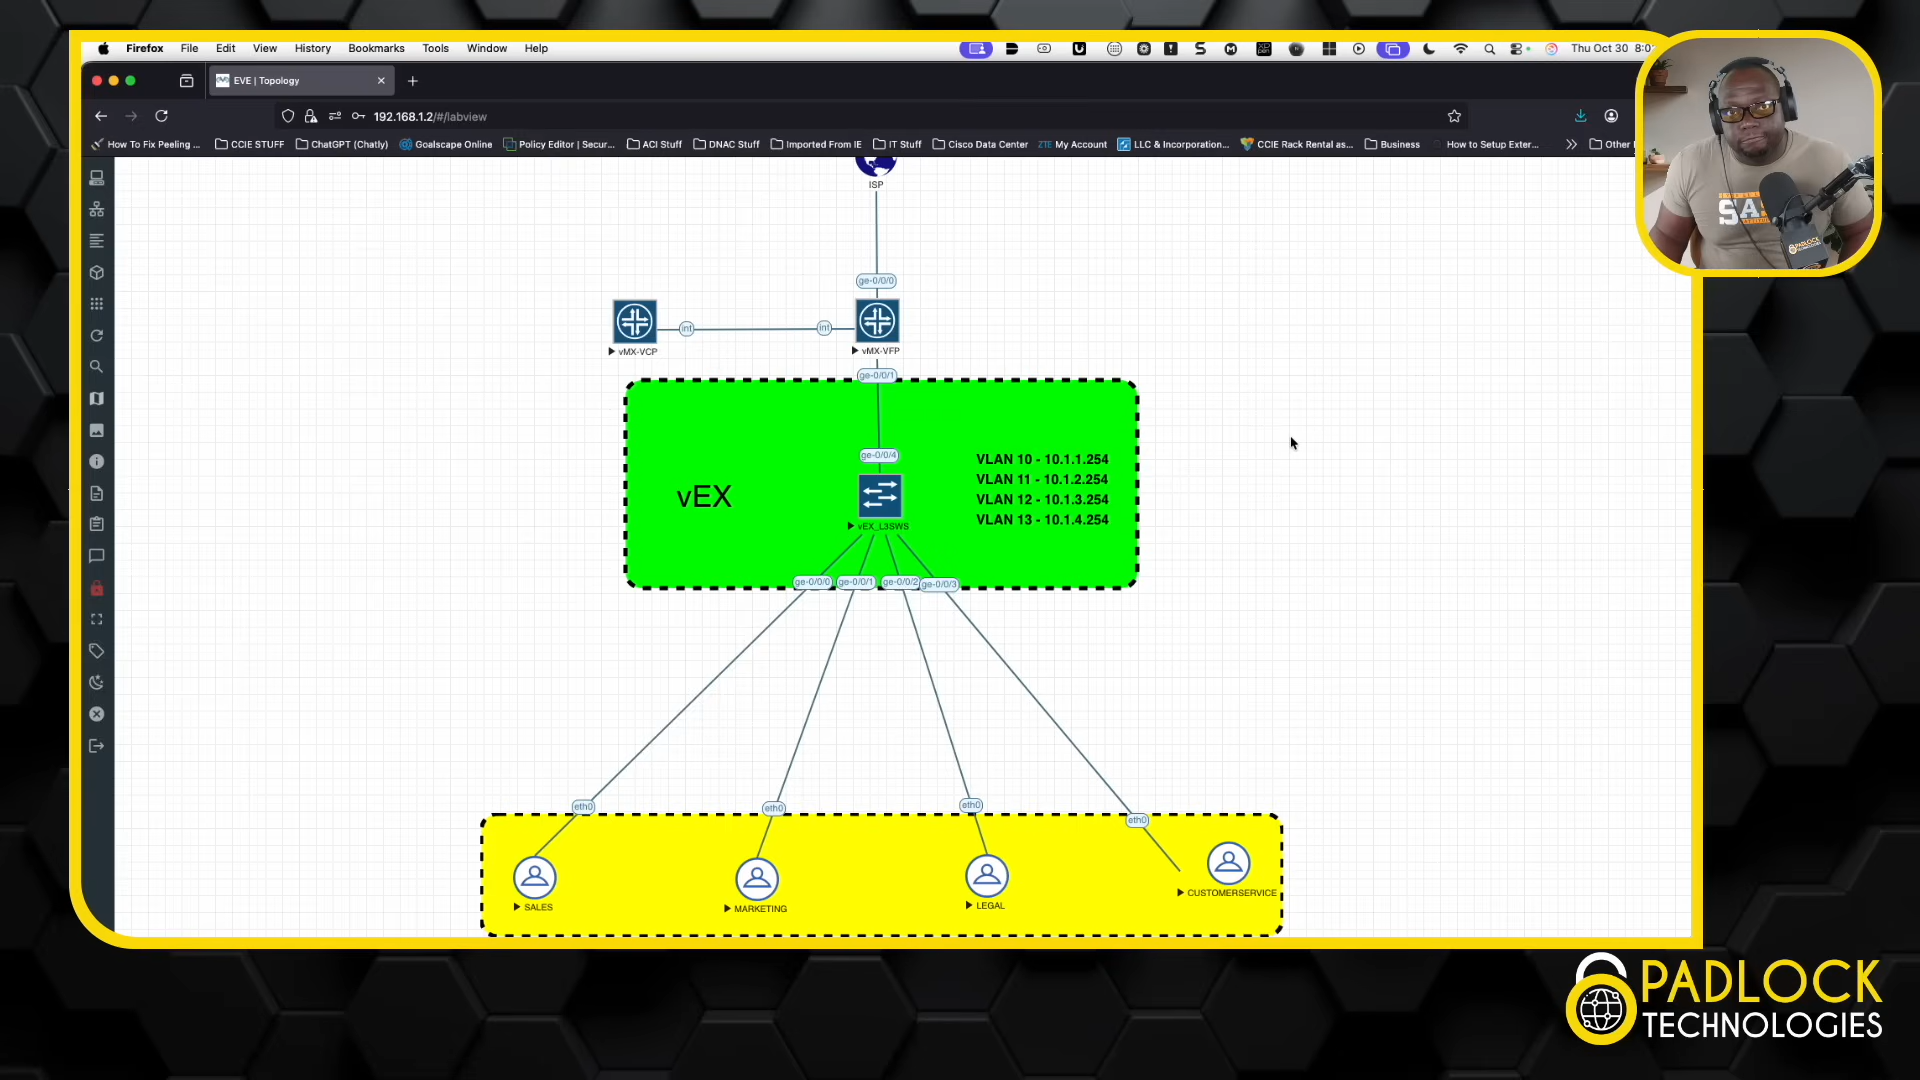 Firefox File Edit View History Bookmarks Tools Window Help
Thu Oct 30 8:0
EVE | Topology
192.168.1.2/#/labview
How To Fix Peeling ... CCIE STUFF ChatGPT (Chatly) Goalscape Online Policy Editor | Secur... ACI Stuff DNAC Stuff Imported From IE IT Stuff Cisco Data Center ZTE My Account LLC & Incorporation... CCIE Rack Rental as... Business How to Setup Exter... Other
ISP
ge-0/0/0
int int
vMX-VCP vMX-VFP
ge-0/0/1
ge-0/0/4
VLAN 10 - 10.1.1.254
VLAN 11 - 10.1.2.254
vEX
VLAN 12 - 10.1.3.254
VLAN 13 - 10.1.4.254
vEX_L3SWS
ge-0/0/0 ge-0/0/1 ge-0/0/2 ge-0/0/3
eth0 eth0 eth0 eth0
SALES MARKETING LEGAL CUSTOMERSERVICE
PADLOCK
TECHNOLOGIES